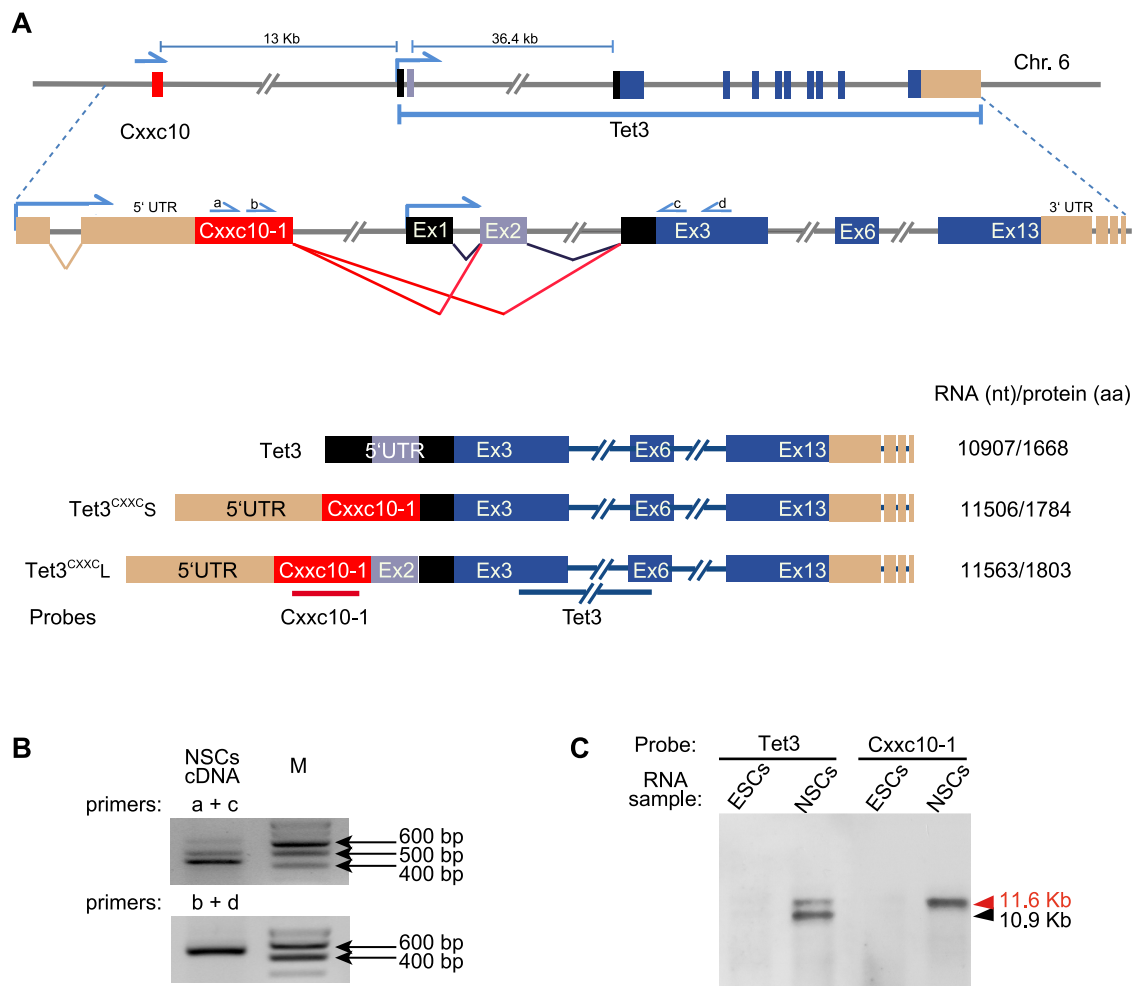 A
13 Kb
36.4 kb
Chr. 6
Cxxc10
Tet3
5' UTR
a
b
c
d
3' UTR
Cxxc10-1
Ex1
Ex2
Ex3
Ex6
Ex13
RNA (nt)/protein (aa)
Tet3
5'UTR
Ex3
Ex6
Ex13
10907/1668
Tet3CXXCS
5'UTR
Cxxc10-1
Ex3
Ex6
Ex13
11506/1784
Tet3CXXCL
5'UTR
Cxxc10-1
Ex2
Ex3
Ex6
Ex13
11563/1803
Probes
Cxxc10-1
Tet3
B
NSCs
cDNA
M
primers:
a + c
600 bp
500 bp
400 bp
primers:
b + d
600 bp
400 bp
C
Probe:
Tet3
Cxxc10-1
RNA
sample:
ESCs
NSCs
ESCs
NSCs
11.6 Kb
10.9 Kb